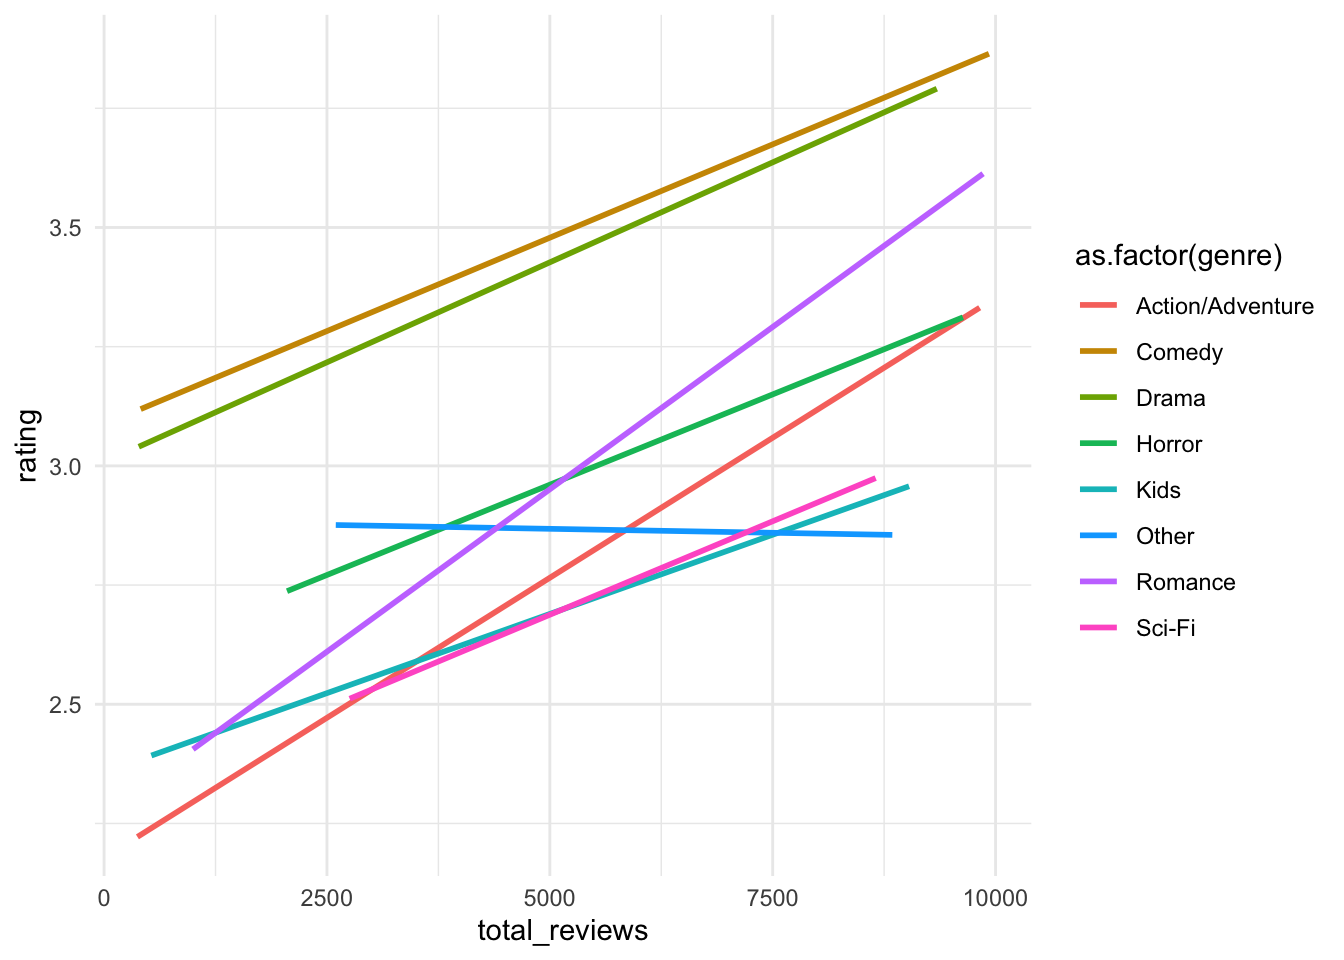 3.5
3.0
2.5
rating
0 2500 5000 7500 10000
total_reviews
as.factor(genre)
Action/Adventure
Comedy
Drama
Horror
Kids
Other
Romance
Sci-Fi